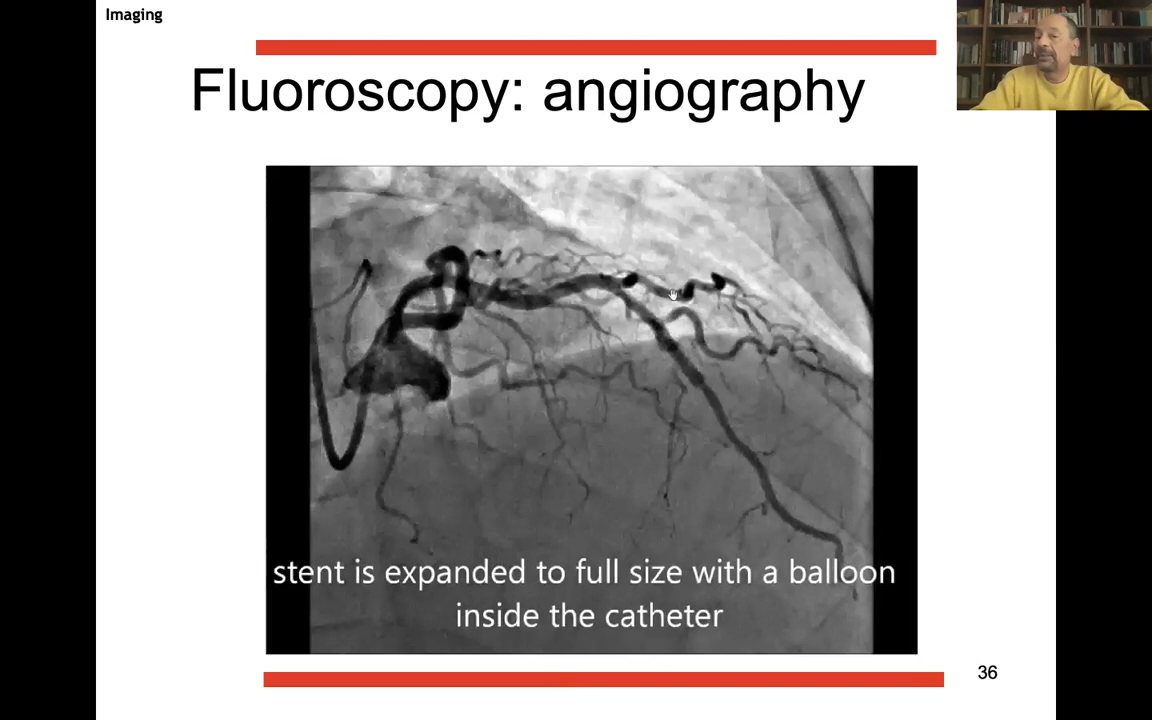 Imaging
Fluoroscopy: angiography
stent is expanded to full size with a balloon
inside the catheter
36